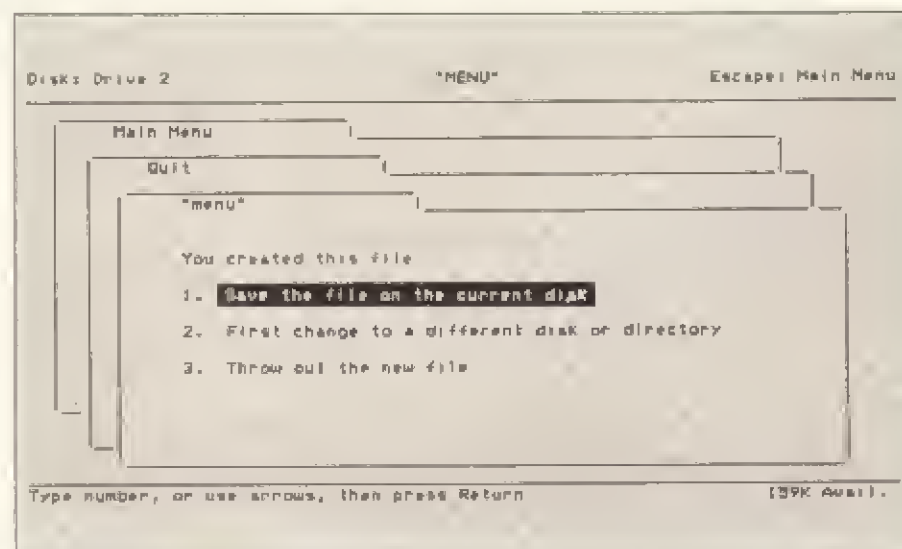 Disk: Drive 2 "MENU" Escape: Main Menu
Main Menu
Quit
"menu"
You created this file
1. Save the file on the current disk
2. First change to a different disk or directory
3. Throw out the new file
Type number, or use arrows, then press Return [39K Avail.